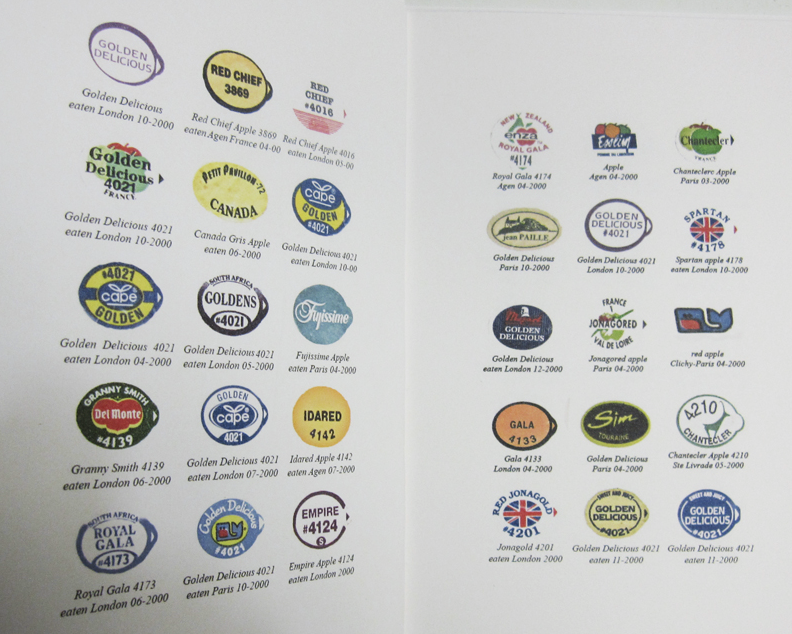 GOLDEN
DELICIOUS
Golden Delicious
eaten London 10-2000
RED CHIEF
3869
Red Chief Apple 3869
eaten Agen France 04-00
RED
CHIEF
#4016
Red Chief Apple 4016
eaten London 05-00
Golden
Delicious
4021
FRANCE
Golden Delicious 4021
eaten London 10-2000
PETIT PAVILLON-72
CANADA
Canada Gris Apple
eaten 06-2000
cape
GOLDEN
#4021
Golden Delicious 4021
eaten London 10-00
#4021
cape
GOLDEN
Golden Delicious 4021
eaten London 04-2000
SOUTH AFRICA
GOLDENS
#4021
Golden Delicious 4021
eaten London 05-2000
Fujissime
Fujissime Apple
eaten Paris 04-2000
GRANNY SMITH
Del Monte
#4139
Granny Smith 4139
eaten London 06-2000
GOLDEN
cape
4021
Golden Delicious 4021
eaten London 07-2000
IDARED
4142
Idared Apple 4142
eaten Agen 07-2000
SOUTH AFRICA
ROYAL
GALA
#4173
Royal Gala 4173
eaten London 06-2000
Golden Delicious
#4021
Golden Delicious 4021
eaten Paris 10-2000
EMPIRE
#4124
S
Empire Apple 4124
eaten London 2000
NEW ZEALAND
enza
ROYAL GALA
#4174
Royal Gala 4174
Agen 04-2000
Apple
Agen 04-2000
Chantecler
FRANCE
Chanteclerc Apple
Paris 03-2000
jean PAILLE
Golden Delicious
Paris 10-2000
GOLDEN
DELICIOUS
#4021
Golden Delicious 4021
London 10-2000
SPARTAN
#4178
Spartan apple 4178
eaten London 10-2000
GOLDEN
DELICIOUS
Golden Delicious
eaten London 12-2000
FRANCE
JONAGORED
VAL DE LOIRE
Jonagored apple
Paris 04-2000
red apple
Clichy-Paris 04-2000
GALA
4133
Gala 4133
London 04-2000
Sim
TOURAINE
Golden Delicious
Paris 04-2000
4210
CHANTECLER
Chantecler Apple 4210
Ste Livrade 05-2000
RED JONAGOLD
#4201
Jonagold 4201
eaten London 2000
SWEET AND JUICY
GOLDEN
DELICIOUS
#4021
Golden Delicious 4021
eaten 11-2000
SWEET AND JUICY
GOLDEN
DELICIOUS
#4021
Golden Delicious 4021
eaten 11-2000